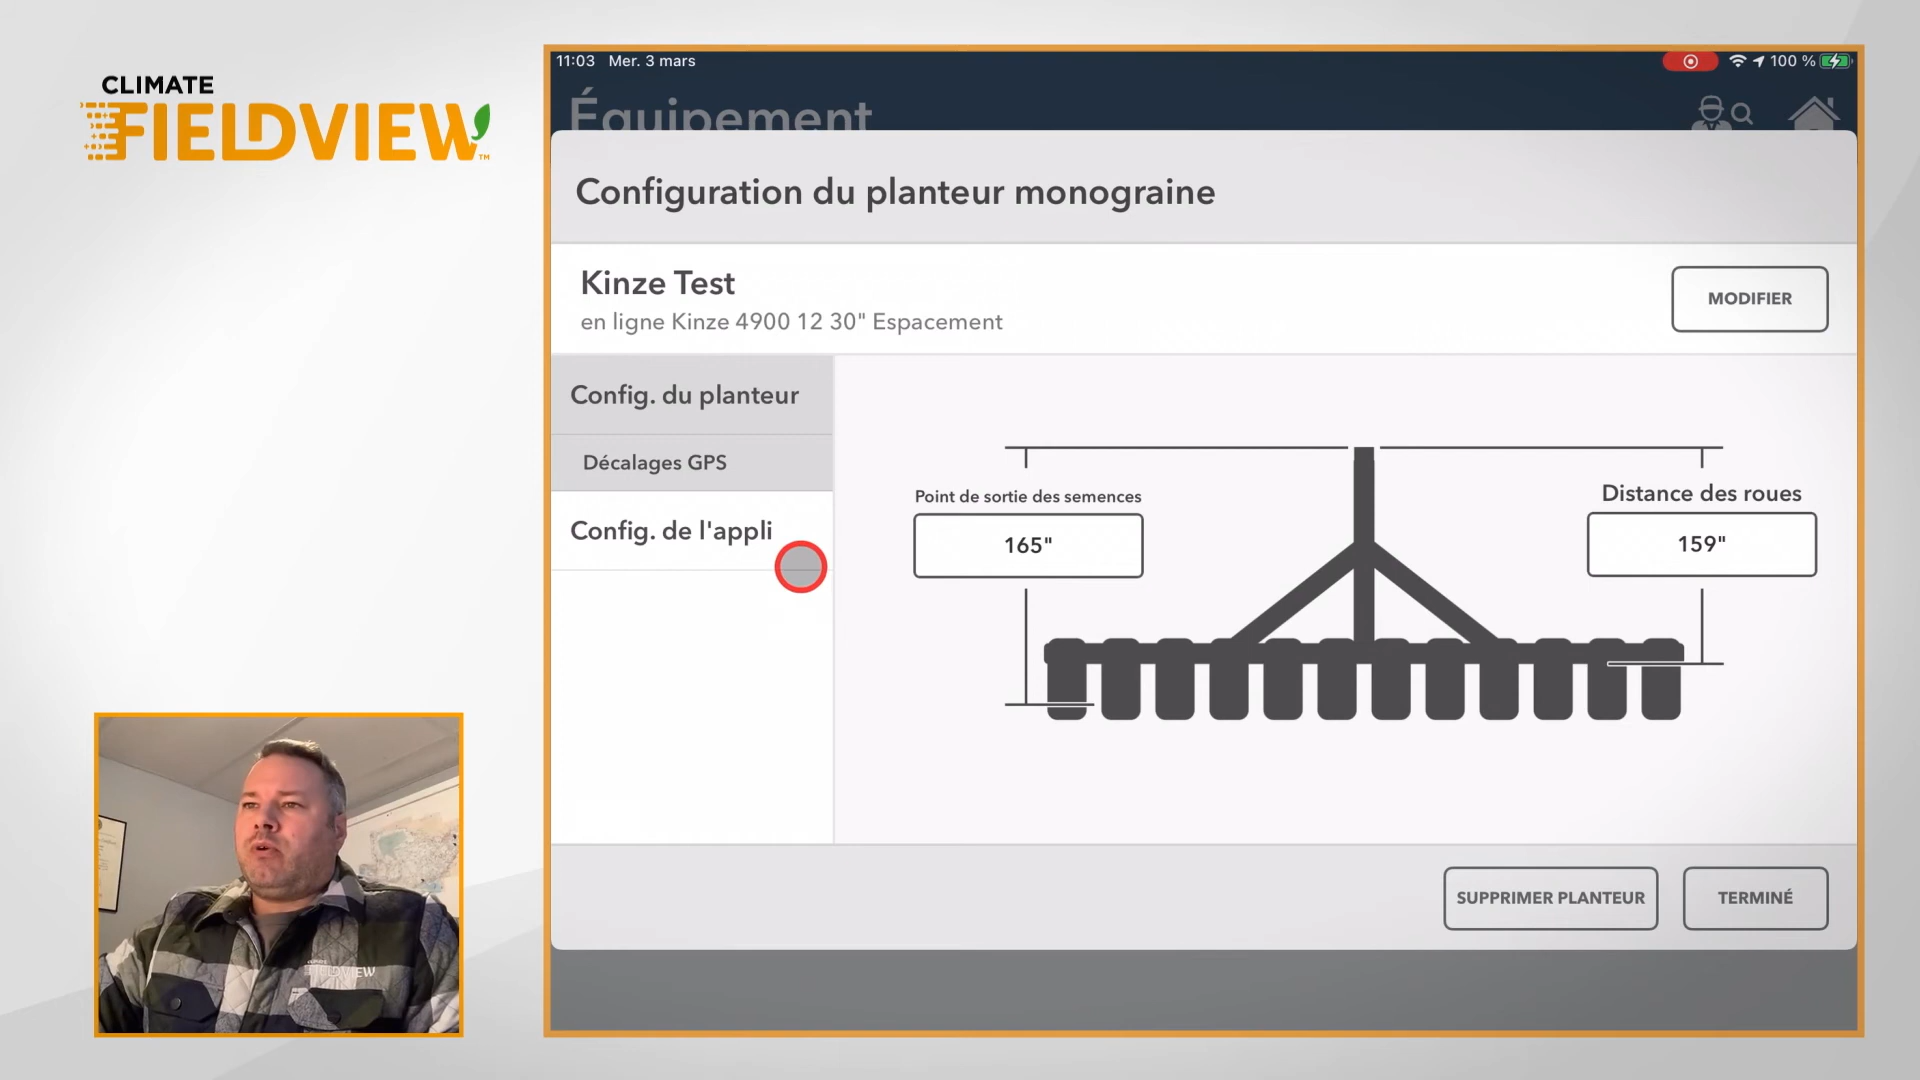 CLIMATE
FIELDVIEW™
11:03 Mer. 3 mars
100 %
Équipement
Configuration du planteur monograine
Kinze Test
en ligne Kinze 4900 12 30" Espacement
MODIFIER
Config. du planteur
Décalages GPS
Config. de l'appli
Point de sortie des semences
165"
Distance des roues
159"
SUPPRIMER PLANTEUR
TERMINÉ
FIELDVIEW